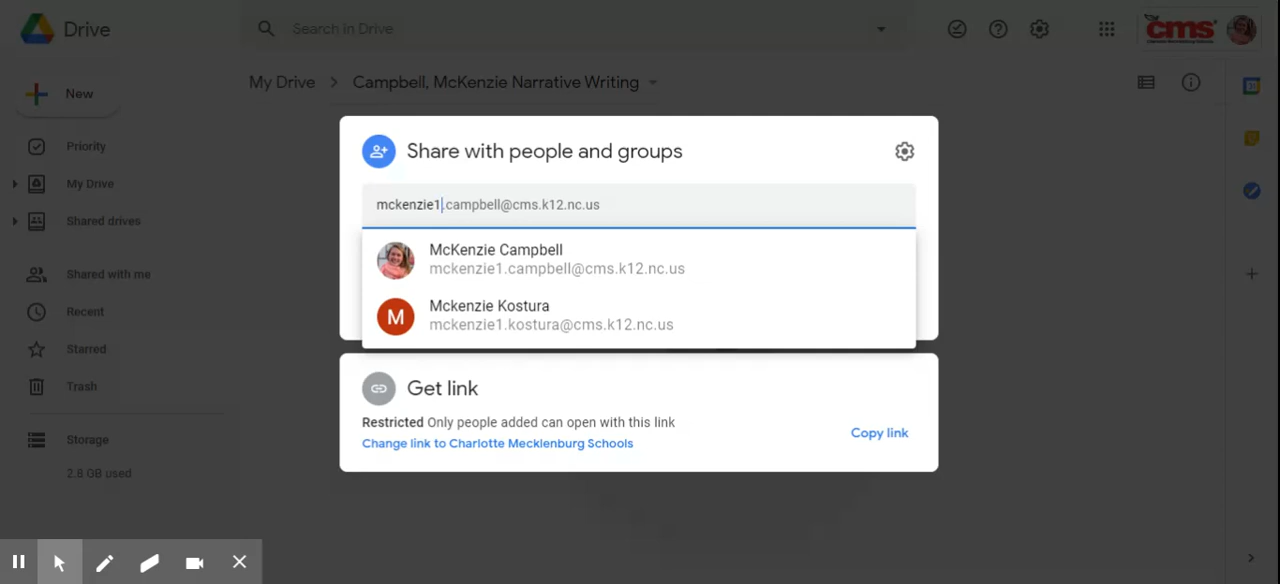 Drive
Search in Drive
cms
New
My Drive > Campbell, McKenzie Narrative Writing
Priority
My Drive
Shared drives
Shared with me
Recent
Starred
Trash
Storage
2.8 GB used
Share with people and groups
mckenzie1.campbell@cms.k12.nc.us
McKenzie Campbell
mckenzie1.campbell@cms.k12.nc.us
M
Mckenzie Kostura
mckenzie1.kostura@cms.k12.nc.us
Get link
Restricted Only people added can open with this link
Change link to Charlotte Mecklenburg Schools
Copy link